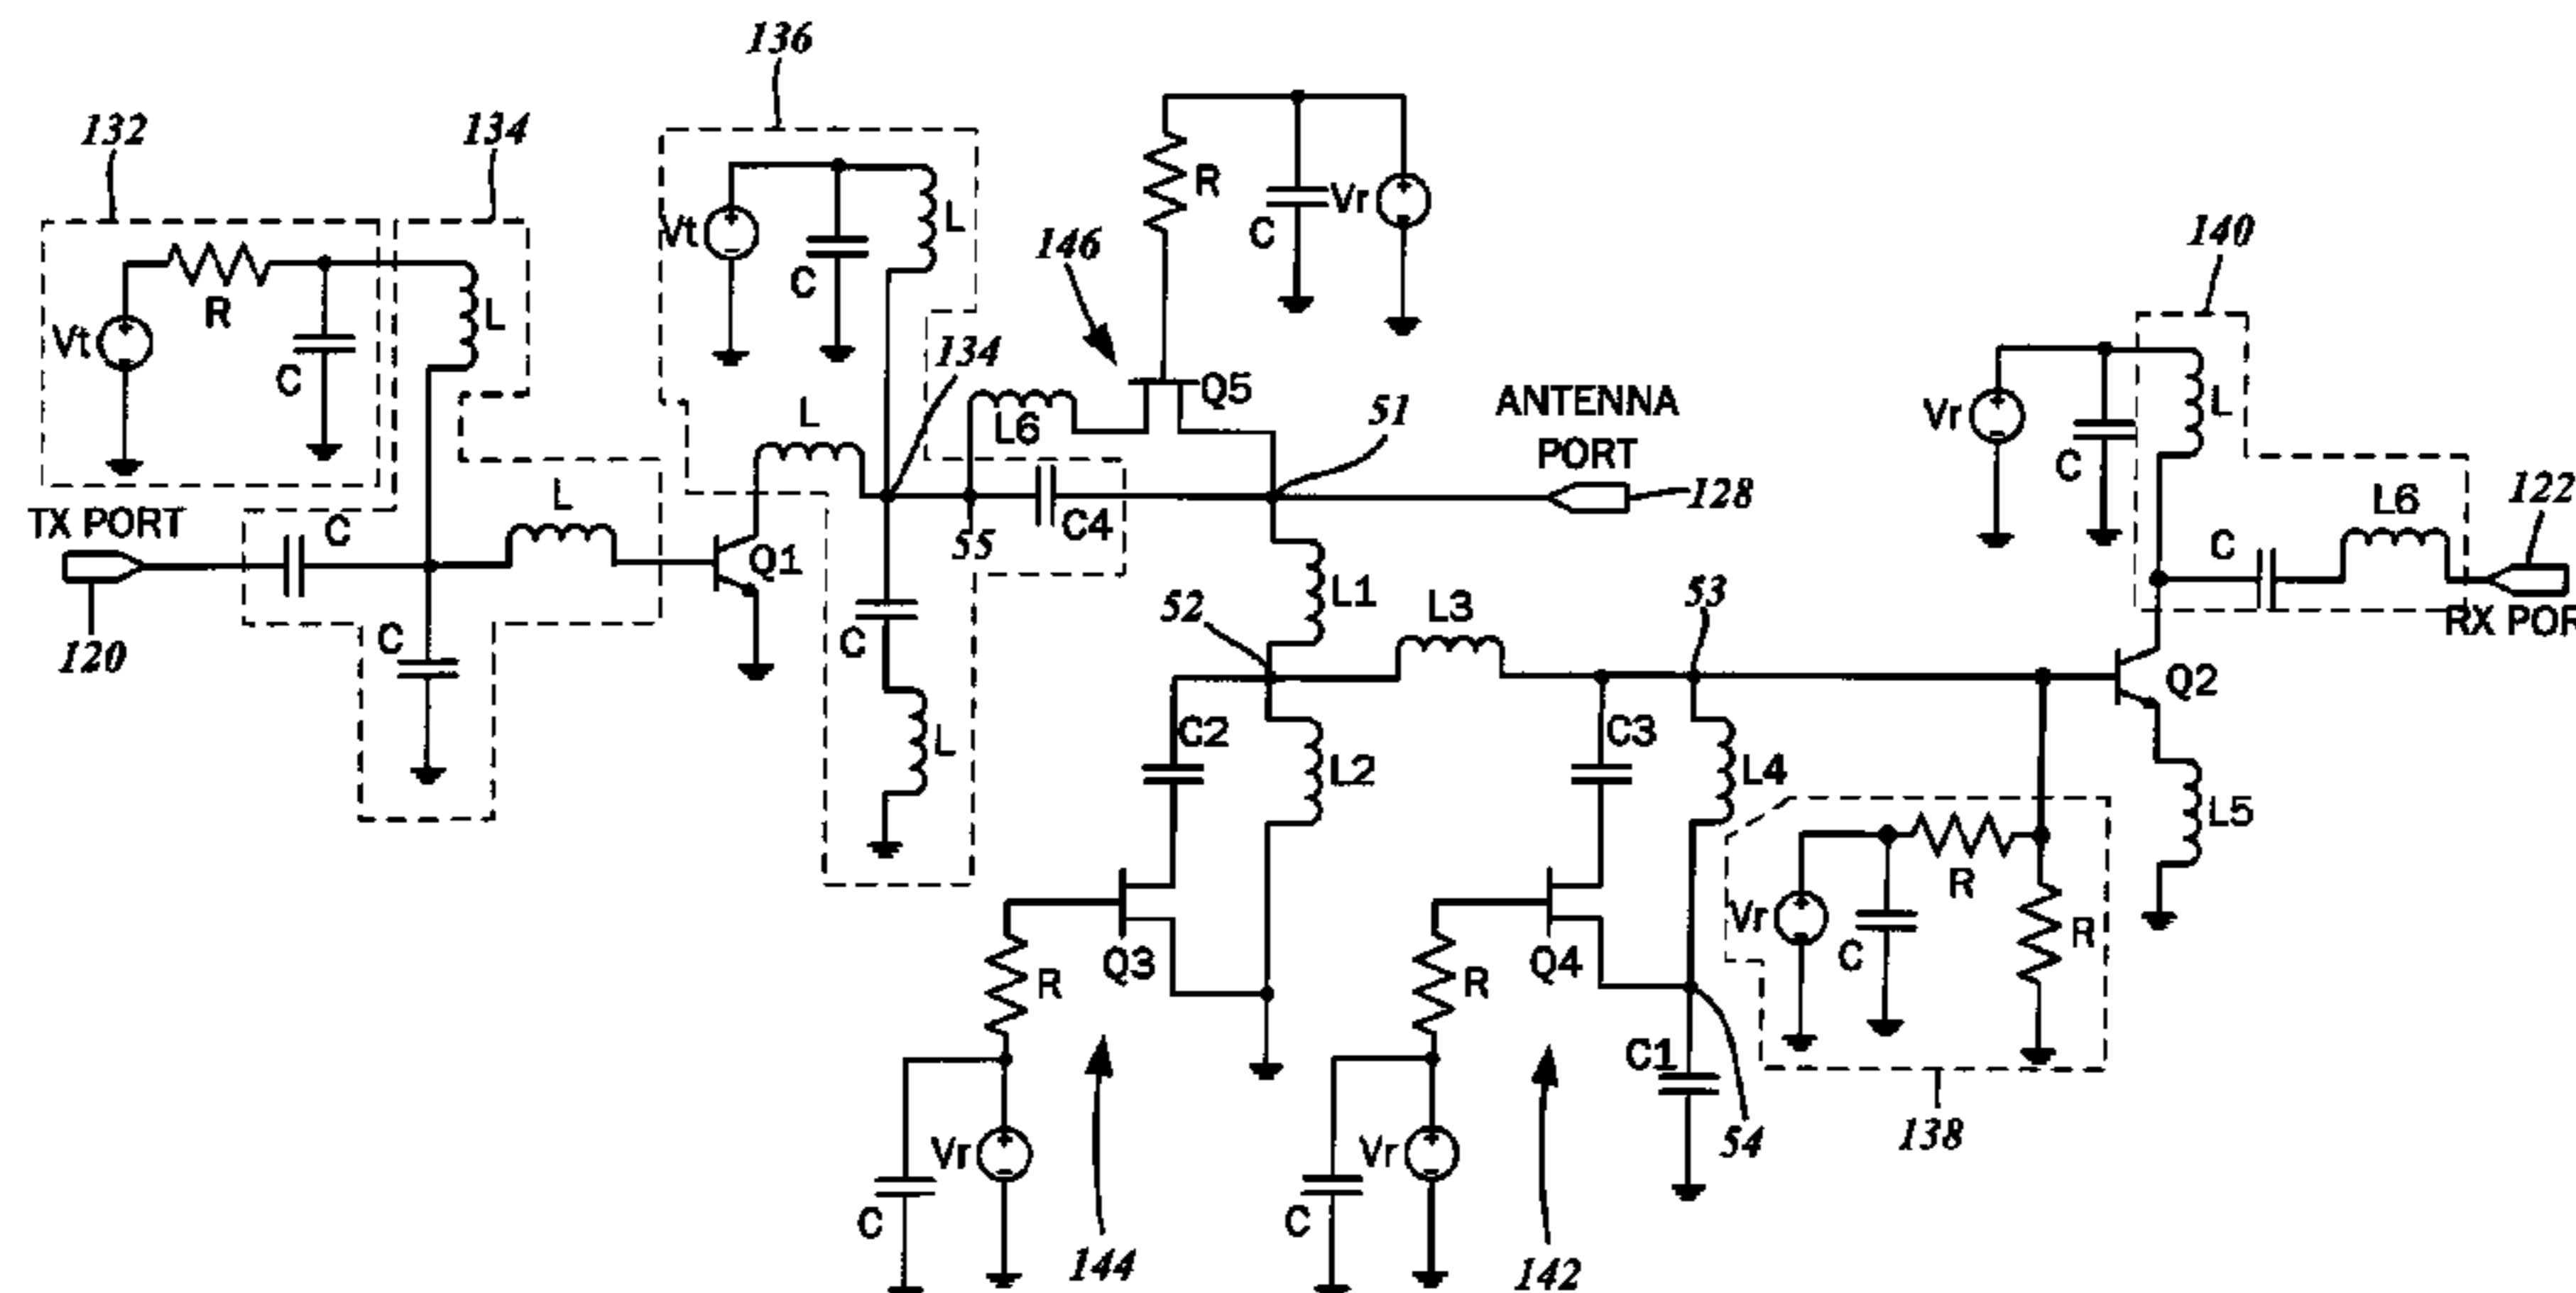 136
132
134
R
Vr
C
L
Vt
C
146
140
R
L
Vt
C
134
Q5
L6
51
ANTENNA
PORT
128
Vr
L
C
TX PORT
C
L
L
C4
55
Q1
L6
122
C
RX POR
120
C
C
L
L1
52
L3
53
Q2
C2
L2
C3
L4
L5
Q3
R
Q4
R
Vr
C
R
R
C1
54
138
Vr
C
144
Vr
C
142